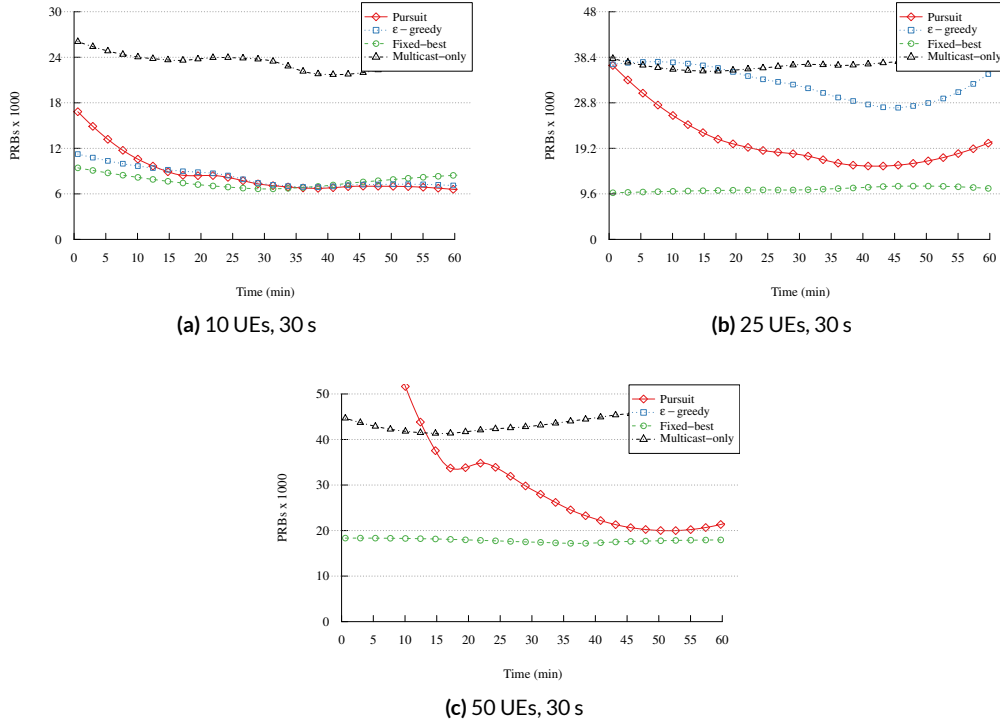 30
24
18
12
6
0
PRBs x 1000
0 5 10 15 20 25 30 35 40 45 50 55 60
Time (min)
Pursuit
ε−greedy
Fixed−best
Multicast−only
(a) 10 UEs, 30 s
48
38.4
28.8
19.2
9.6
0
PRBs x 1000
0 5 10 15 20 25 30 35 40 45 50 55 60
Time (min)
Pursuit
ε−greedy
Fixed−best
Multicast−only
(b) 25 UEs, 30 s
50
40
30
20
10
0
PRBs x 1000
0 5 10 15 20 25 30 35 40 45 50 55 60
Time (min)
Pursuit
ε−greedy
Fixed−best
Multicast−only
(c) 50 UEs, 30 s